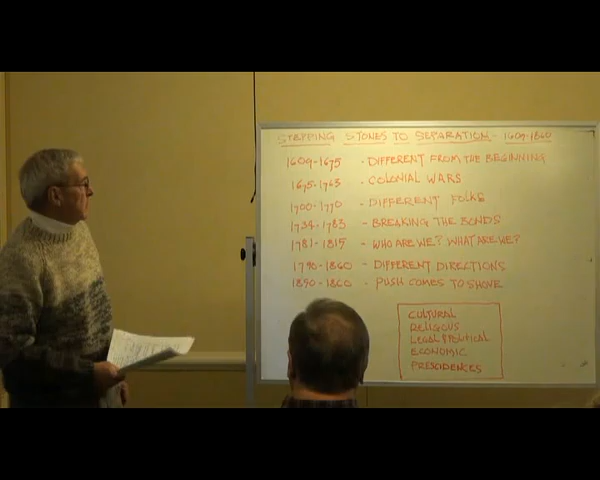 STEPPING STONES TO SEPARATION - 1609-1860
1609-1675 - DIFFERENT FROM THE BEGINNING
1675-1763 - COLONIAL WARS
1700-1770 - DIFFERENT FOLKS
1734-1783 - BREAKING THE BONDS
1781-1815 - WHO ARE WE? WHAT ARE WE?
1790-1860 - DIFFERENT DIRECTIONS
1850-1860 - PUSH COMES TO SHOVE
CULTURAL
RELIGIOUS
LEGAL & POLITICAL
ECONOMIC
PRESCIDENCES